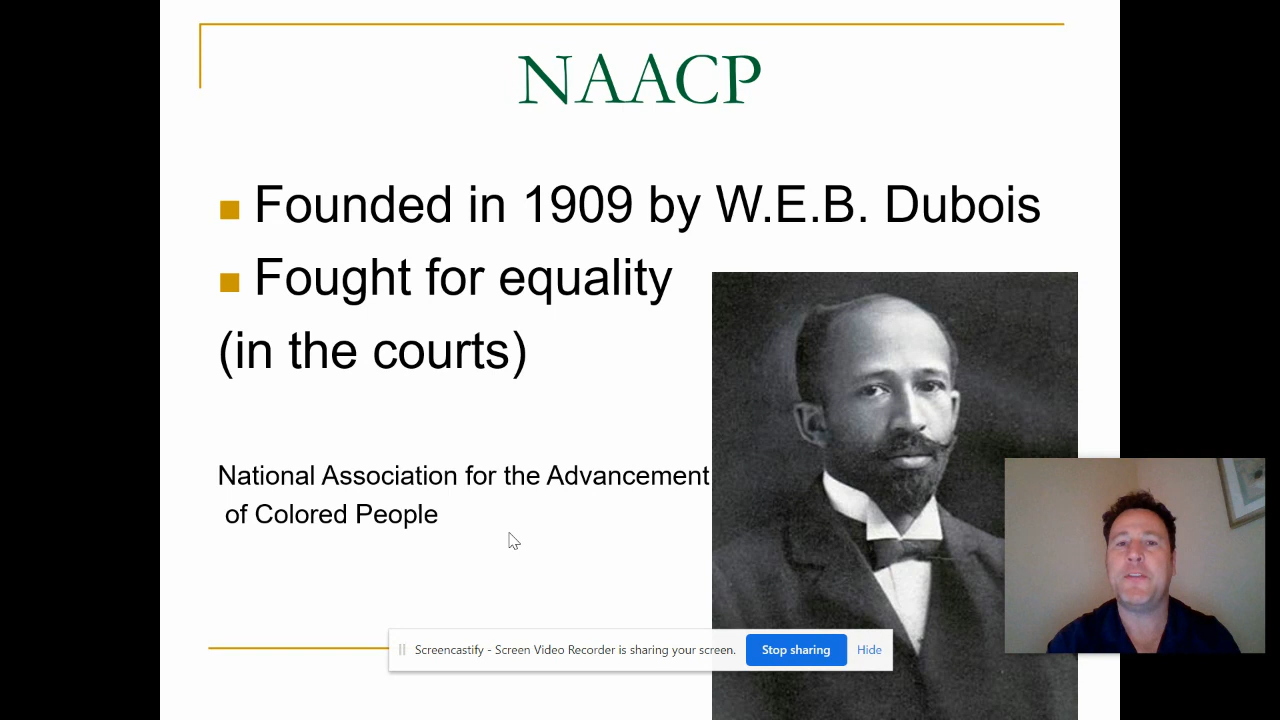 NAACP
Founded in 1909 by W.E.B. Dubois
Fought for equality
(in the courts)
National Association for the Advancement
of Colored People
Screencastify - Screen Video Recorder is sharing your screen. Stop sharing Hide